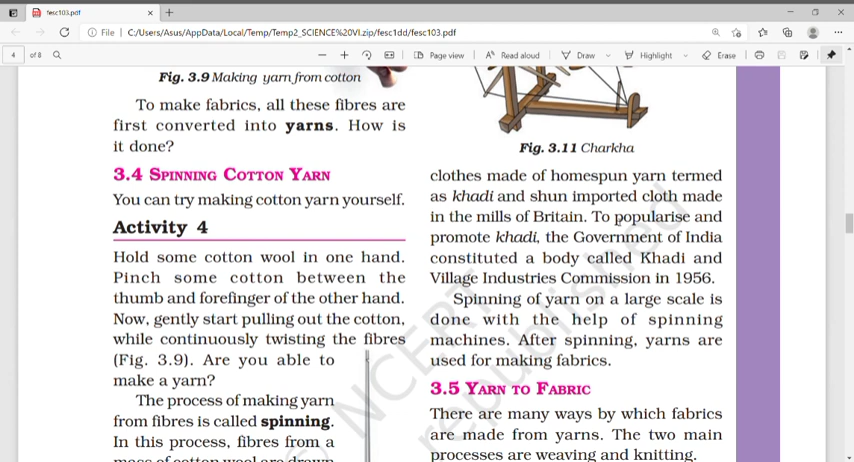 fesc103.pdf
File | C:/Users/Asus/AppData/Local/Temp/Temp2_SCIENCE%20VI.zip/fesc1dd/fesc103.pdf
4 of 8
Page view | Read aloud | Draw Highlight Erase
Fig. 3.9 Making yarn from cotton
To make fabrics, all these fibres are
first converted into yarns. How is
it done?
3.4 SPINNING COTTON YARN
You can try making cotton yarn yourself.
Activity 4
Hold some cotton wool in one hand.
Pinch some cotton between the
thumb and forefinger of the other hand.
Now, gently start pulling out the cotton,
while continuously twisting the fibres
(Fig. 3.9). Are you able to
make a yarn?
The process of making yarn
from fibres is called spinning.
In this process, fibres from a
mass of cotton wool are drawn
Fig. 3.11 Charkha
clothes made of homespun yarn termed
as khadi and shun imported cloth made
in the mills of Britain. To popularise and
promote khadi, the Government of India
constituted a body called Khadi and
Village Industries Commission in 1956.
Spinning of yarn on a large scale is
done with the help of spinning
machines. After spinning, yarns are
used for making fabrics.
3.5 YARN TO FABRIC
There are many ways by which fabrics
are made from yarns. The two main
processes are weaving and knitting.
© NCERT
republished